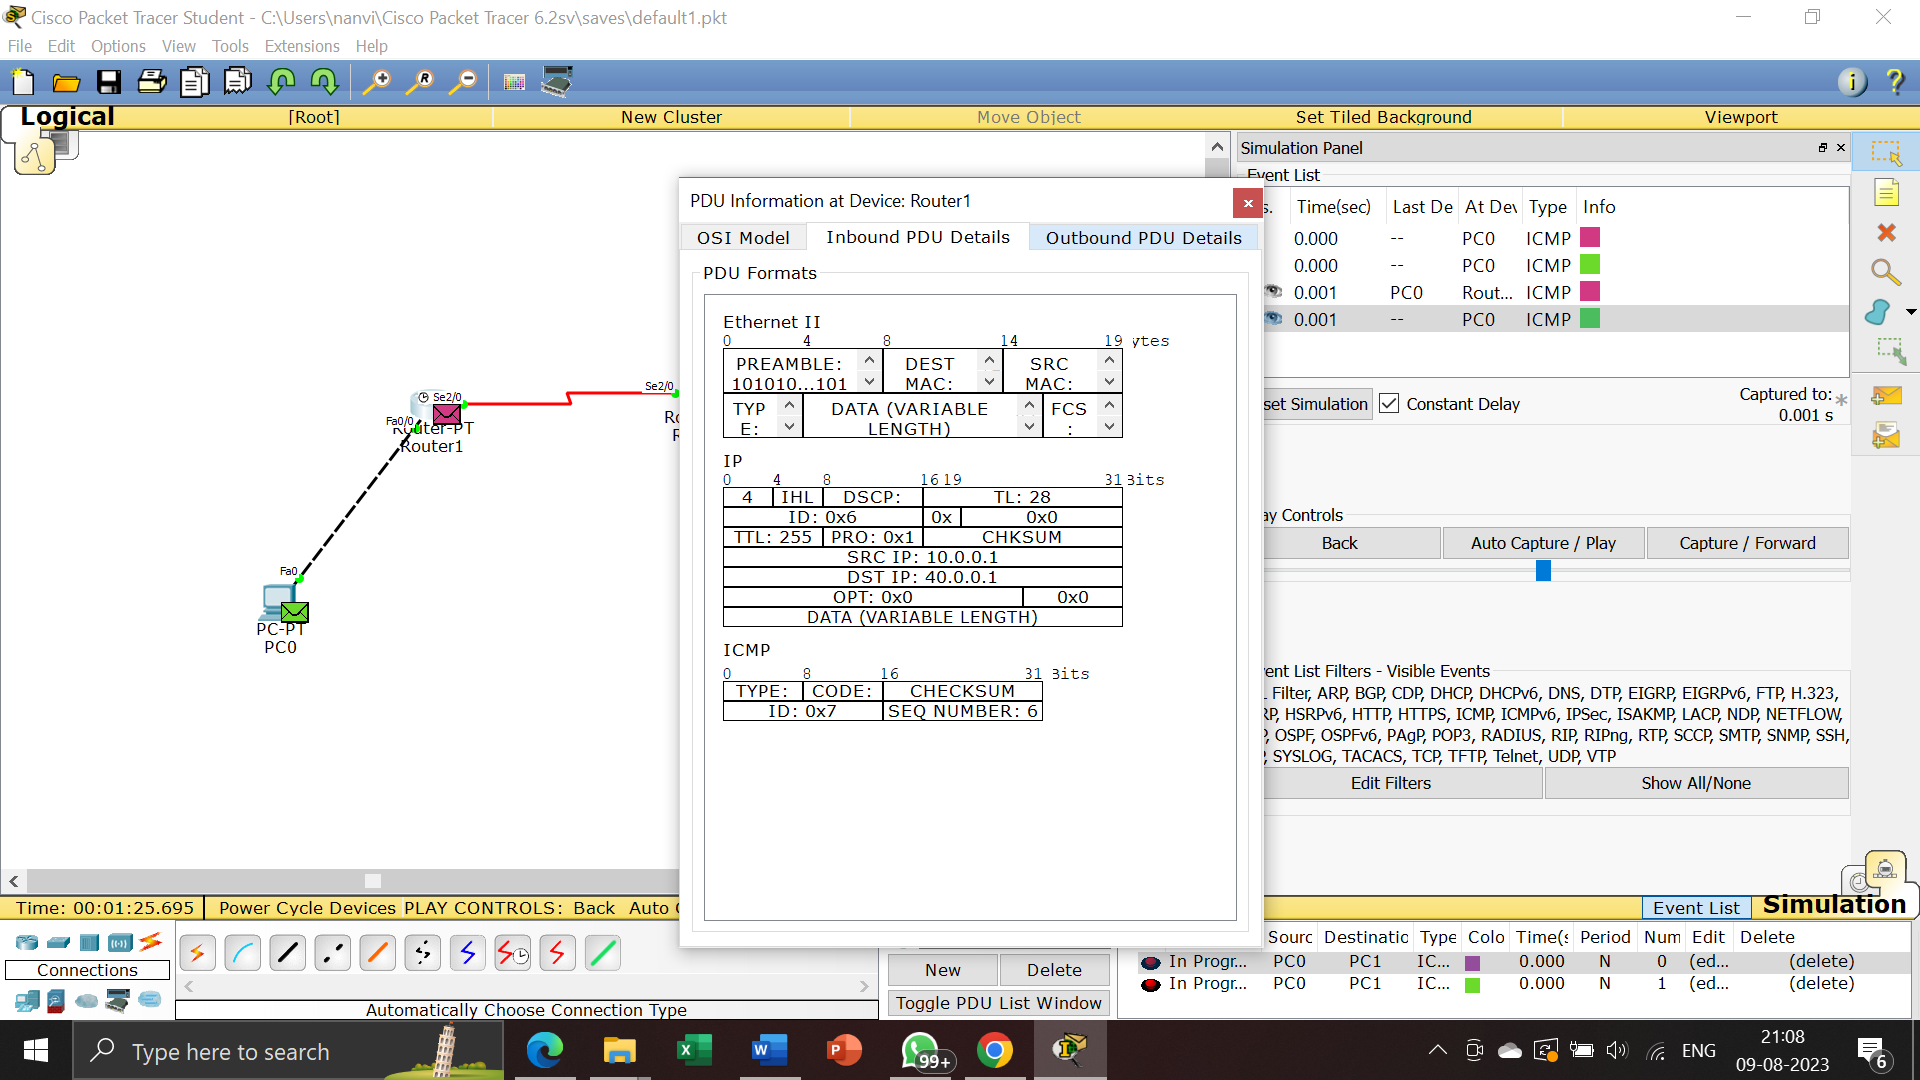 Cisco Packet Tracer Student - C:\Users\nanvi\Cisco Packet Tracer 6.2sv\saves\default1.pkt
File Edit Options View Tools Extensions Help
Logical [Root] New Cluster Move Object Set Tiled Background Viewport
Simulation Panel
Event List
s. Time(sec) Last De At Dev Type Info
0.000 -- PC0 ICMP
0.000 -- PC0 ICMP
0.001 PC0 Rout... ICMP
0.001 -- PC0 ICMP
set Simulation Constant Delay Captured to: *
0.001 s
ay Controls
Back Auto Capture / Play Capture / Forward
ent List Filters - Visible Events
Filter, ARP, BGP, CDP, DHCP, DHCPv6, DNS, DTP, EIGRP, EIGRPv6, FTP, H.323,
RP, HSRPv6, HTTP, HTTPS, ICMP, ICMPv6, IPSec, ISAKMP, LACP, NDP, NETFLOW,
P, OSPF, OSPFv6, PAgP, POP3, RADIUS, RIP, RIPng, RTP, SCCP, SMTP, SNMP, SSH,
, SYSLOG, TACACS, TCP, TFTP, Telnet, UDP, VTP
Edit Filters Show All/None
PDU Information at Device: Router1
OSI Model Inbound PDU Details Outbound PDU Details
PDU Formats
Ethernet II
0 4 8 14 19 ytes
PREAMBLE: DEST SRC
101010...101 MAC: MAC:
TYP DATA (VARIABLE FCS
E: LENGTH) :
IP
0 4 8 16 19 31 Bits
4 IHL DSCP: TL: 28
ID: 0x6 0x 0x0
TTL: 255 PRO: 0x1 CHKSUM
SRC IP: 10.0.0.1
DST IP: 40.0.0.1
OPT: 0x0 0x0
DATA (VARIABLE LENGTH)
ICMP
0 8 16 31 Bits
TYPE: CODE: CHECKSUM
ID: 0x7 SEQ NUMBER: 6
Se2/0
Se2/0
Fa0/0
Router-PT
Router1
Ro
R
Fa0
PC-PT
PC0
Time: 00:01:25.695 Power Cycle Devices PLAY CONTROLS: Back Auto Event List Simulation
Connections
Automatically Choose Connection Type
New Delete
Toggle PDU List Window
Sourc Destinatio Type Colo Time(s Period Num Edit Delete
In Progr... PC0 PC1 IC... 0.000 N 0 (ed... (delete)
In Progr... PC0 PC1 IC... 0.000 N 1 (ed... (delete)
Type here to search
99+
ENG
21:08
09-08-2023
6